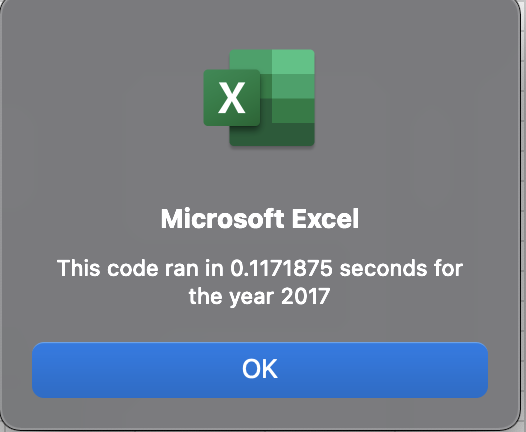 X
Microsoft Excel
This code ran in 0.1171875 seconds for
the year 2017
OK